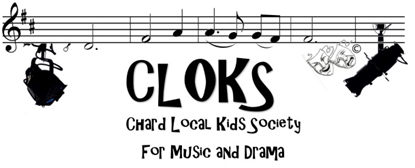 CLOKS
Chard Local Kids Society
For Music and Drama